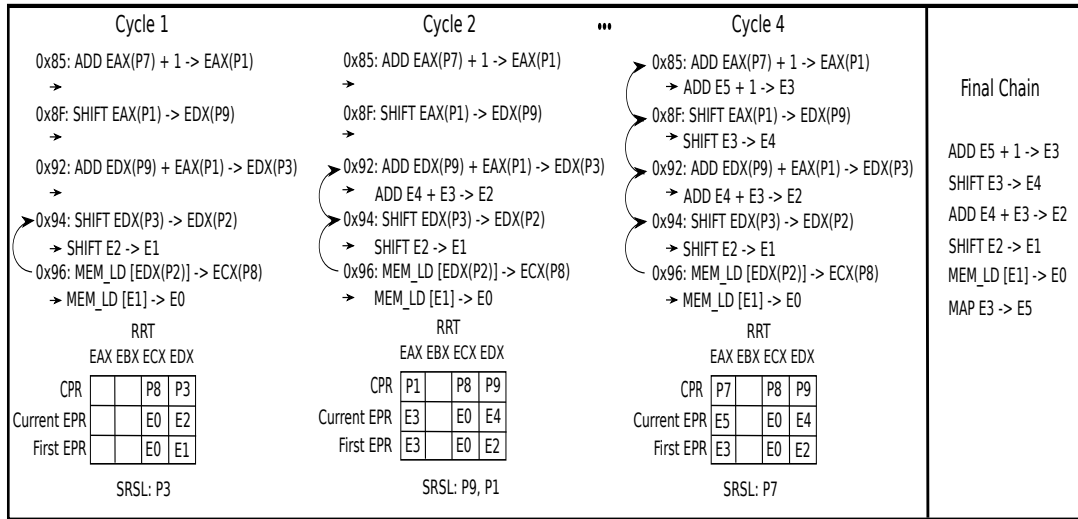 Cycle 1
0x85: ADD EAX(P7) + 1 -> EAX(P1)
0x8F: SHIFT EAX(P1) -> EDX(P9)
0x92: ADD EDX(P9) + EAX(P1) -> EDX(P3)
0x94: SHIFT EDX(P3) -> EDX(P2)
SHIFT E2 -> E1
0x96: MEM_LD [EDX(P2)] -> ECX(P8)
MEM_LD [E1] -> E0
RRT
EAX EBX ECX EDX
CPR P8 P3
Current EPR E0 E2
First EPR E0 E1
SRSL: P3
Cycle 2
0x85: ADD EAX(P7) + 1 -> EAX(P1)
0x8F: SHIFT EAX(P1) -> EDX(P9)
0x92: ADD EDX(P9) + EAX(P1) -> EDX(P3)
ADD E4 + E3 -> E2
0x94: SHIFT EDX(P3) -> EDX(P2)
SHIFT E2 -> E1
0x96: MEM_LD [EDX(P2)] -> ECX(P8)
MEM_LD [E1] -> E0
RRT
EAX EBX ECX EDX
CPR P1 P8 P9
Current EPR E3 E0 E4
First EPR E3 E0 E2
SRSL: P9, P1
...
Cycle 4
0x85: ADD EAX(P7) + 1 -> EAX(P1)
ADD E5 + 1 -> E3
0x8F: SHIFT EAX(P1) -> EDX(P9)
SHIFT E3 -> E4
0x92: ADD EDX(P9) + EAX(P1) -> EDX(P3)
ADD E4 + E3 -> E2
0x94: SHIFT EDX(P3) -> EDX(P2)
SHIFT E2 -> E1
0x96: MEM_LD [EDX(P2)] -> ECX(P8)
MEM_LD [E1] -> E0
RRT
EAX EBX ECX EDX
CPR P7 P8 P9
Current EPR E5 E0 E4
First EPR E3 E0 E2
SRSL: P7
Final Chain
ADD E5 + 1 -> E3
SHIFT E3 -> E4
ADD E4 + E3 -> E2
SHIFT E2 -> E1
MEM_LD [E1] -> E0
MAP E3 -> E5